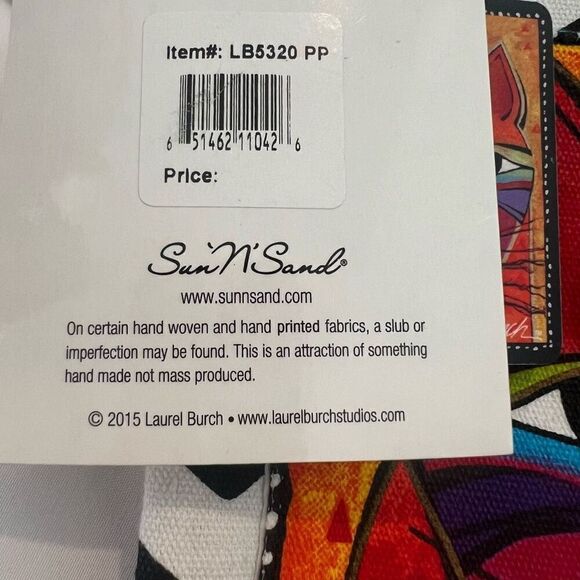 Item#: LB5320 PP
6 51462 11042 6
Price:
Sun 'N' Sand®
www.sunnsand.com
On certain hand woven and hand printed fabrics, a slub or
imperfection may be found. This is an attraction of something
hand made not mass produced.
© 2015 Laurel Burch • www.laurelburchstudios.com